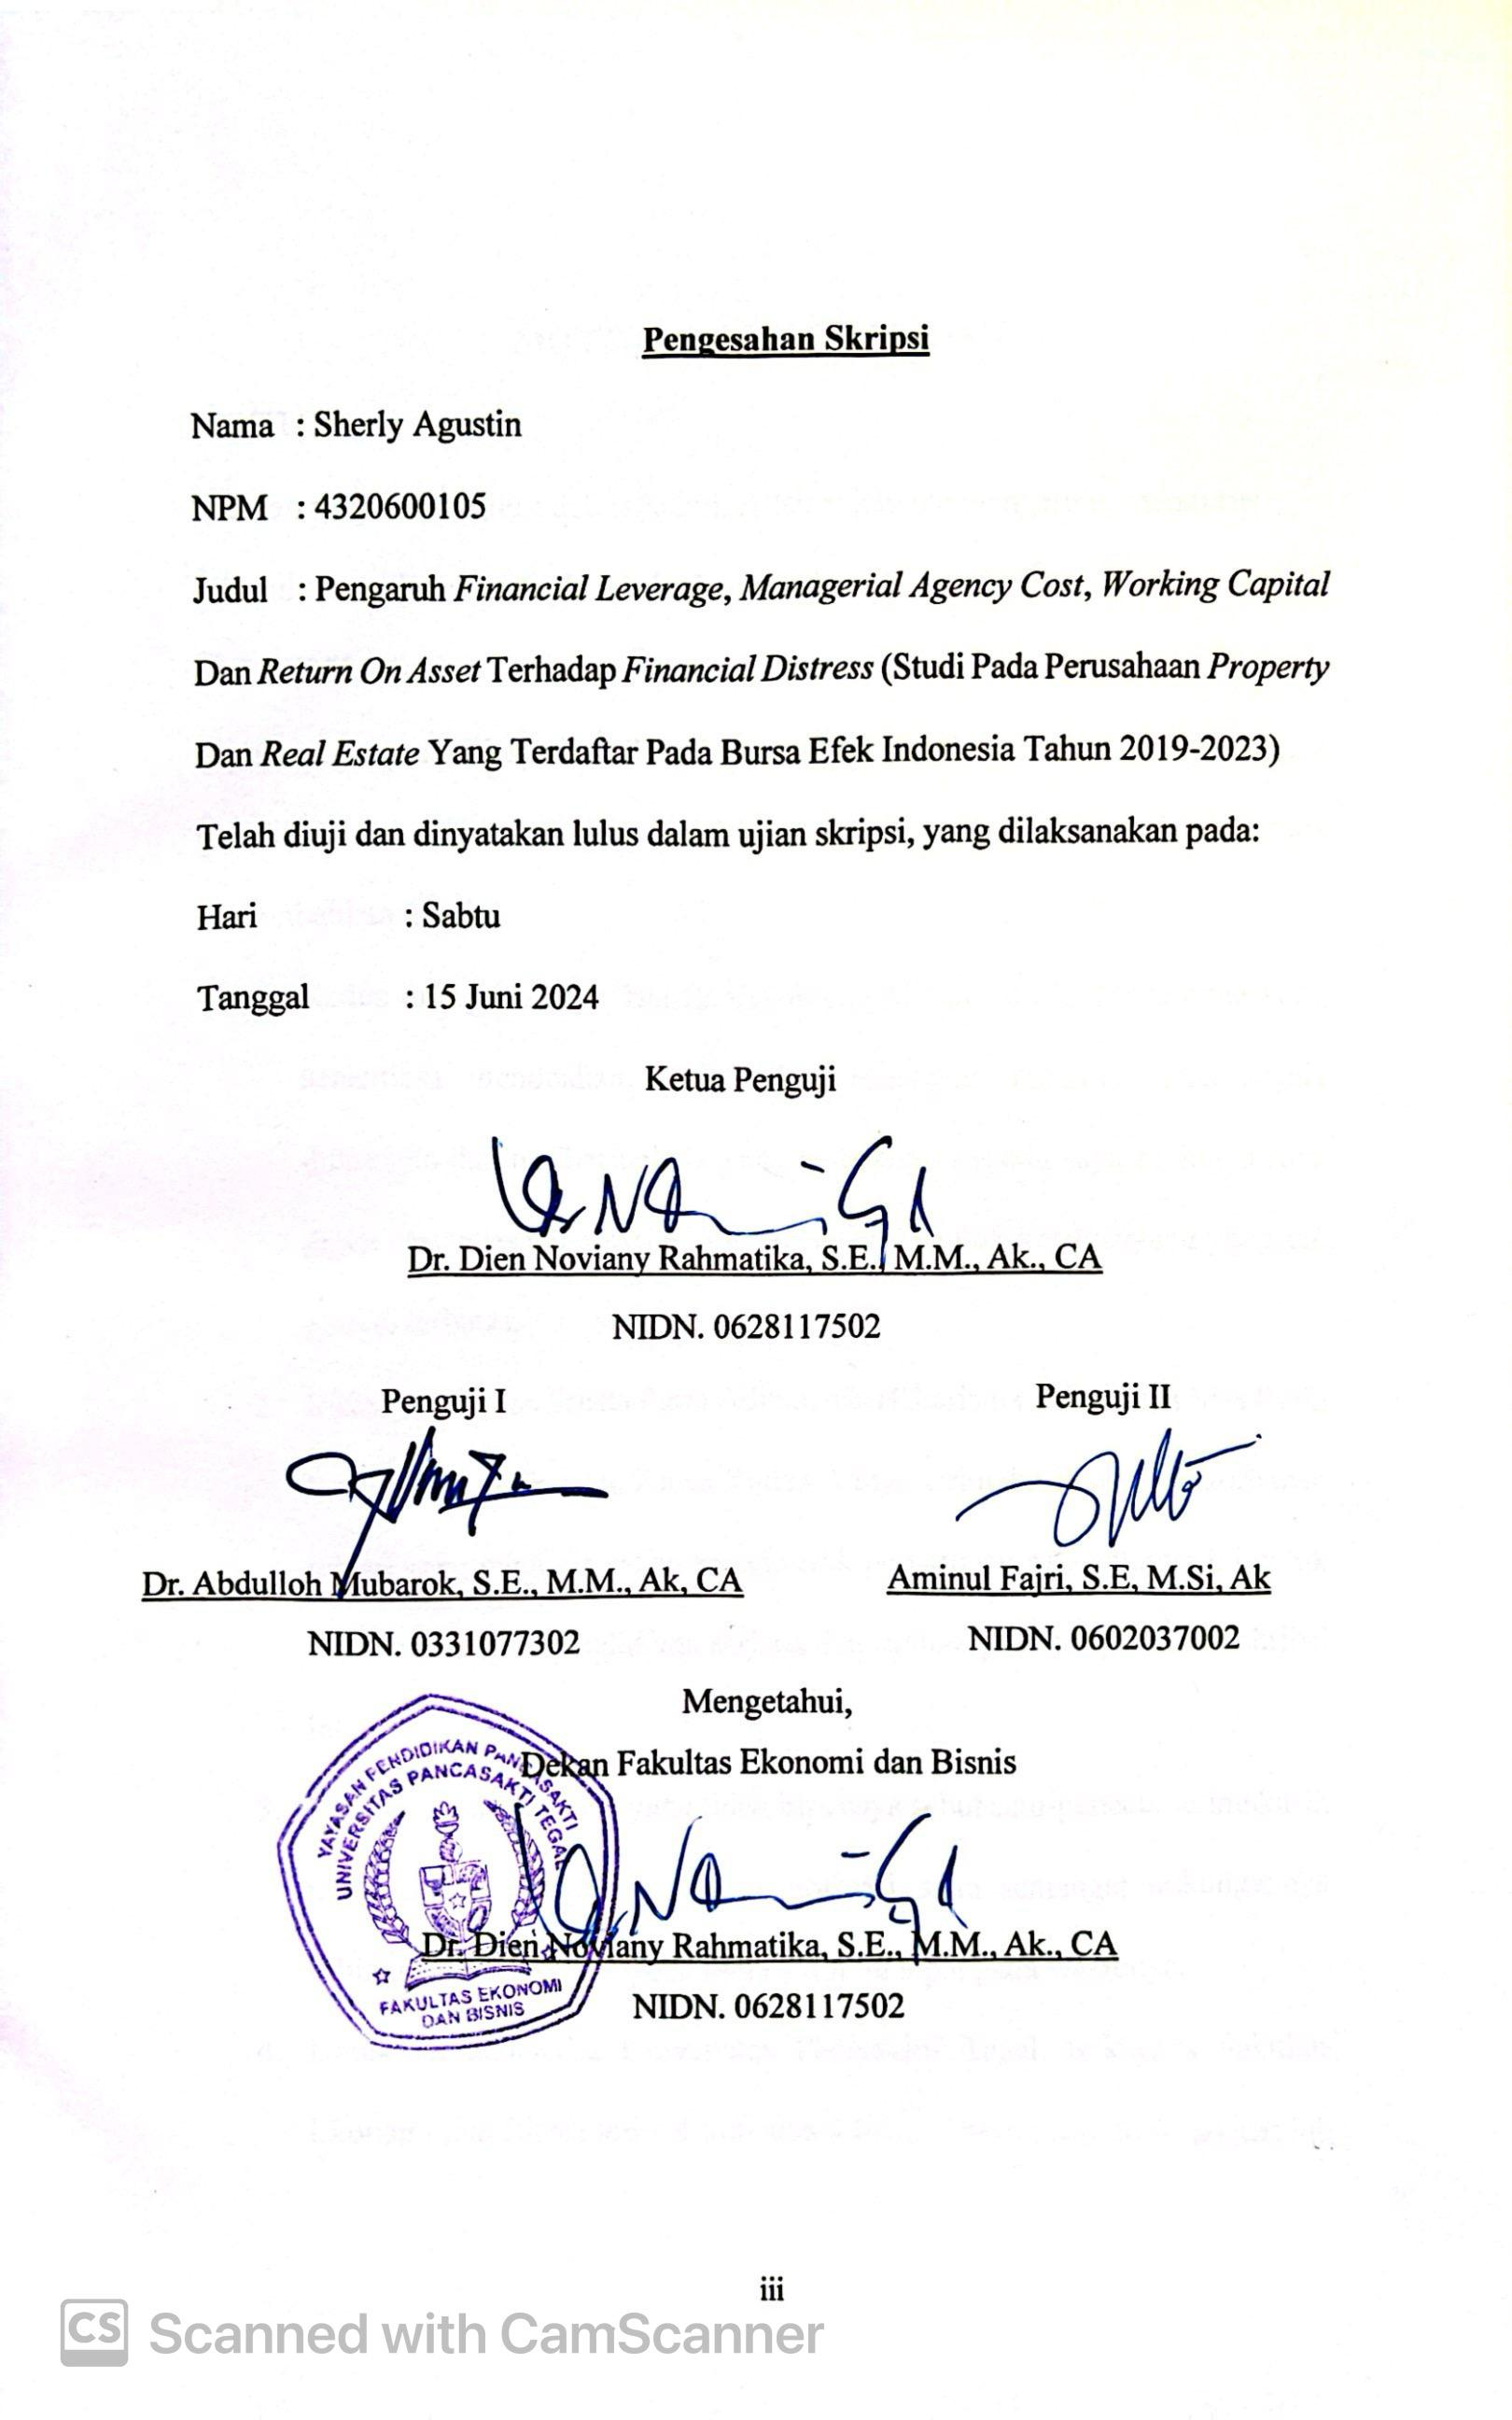 Pengesahan Skripsi
Nama : Sherly Agustin
NPM : 4320600105
Judul : Pengaruh Financial Leverage, Managerial Agency Cost, Working Capital
Dan Return On Asset Terhadap Financial Distress (Studi Pada Perusahaan Property
Dan Real Estate Yang Terdaftar Pada Bursa Efek Indonesia Tahun 2019-2023)
Telah diuji dan dinyatakan lulus dalam ujian skripsi, yang dilaksanakan pada:
Hari : Sabtu
Tanggal : 15 Juni 2024
Ketua Penguji
Dr. Dien Noviany Rahmatika, S.E., M.M., Ak., CA
NIDN. 0628117502
Penguji I
Dr. Abdulloh Mubarok, S.E., M.M., Ak, CA
NIDN. 0331077302
Penguji II
Aminul Fajri, S.E, M.Si, Ak
NIDN. 0602037002
Mengetahui,
Dekan Fakultas Ekonomi dan Bisnis
YAYASAN PENDIDIKAN PANCASAKTI
UNIVERSITAS PANCASAKTI TEGAL
FAKULTAS EKONOMI
DAN BISNIS
Dr. Dien Noviany Rahmatika, S.E., M.M., Ak., CA
NIDN. 0628117502
iii
CS Scanned with CamScanner